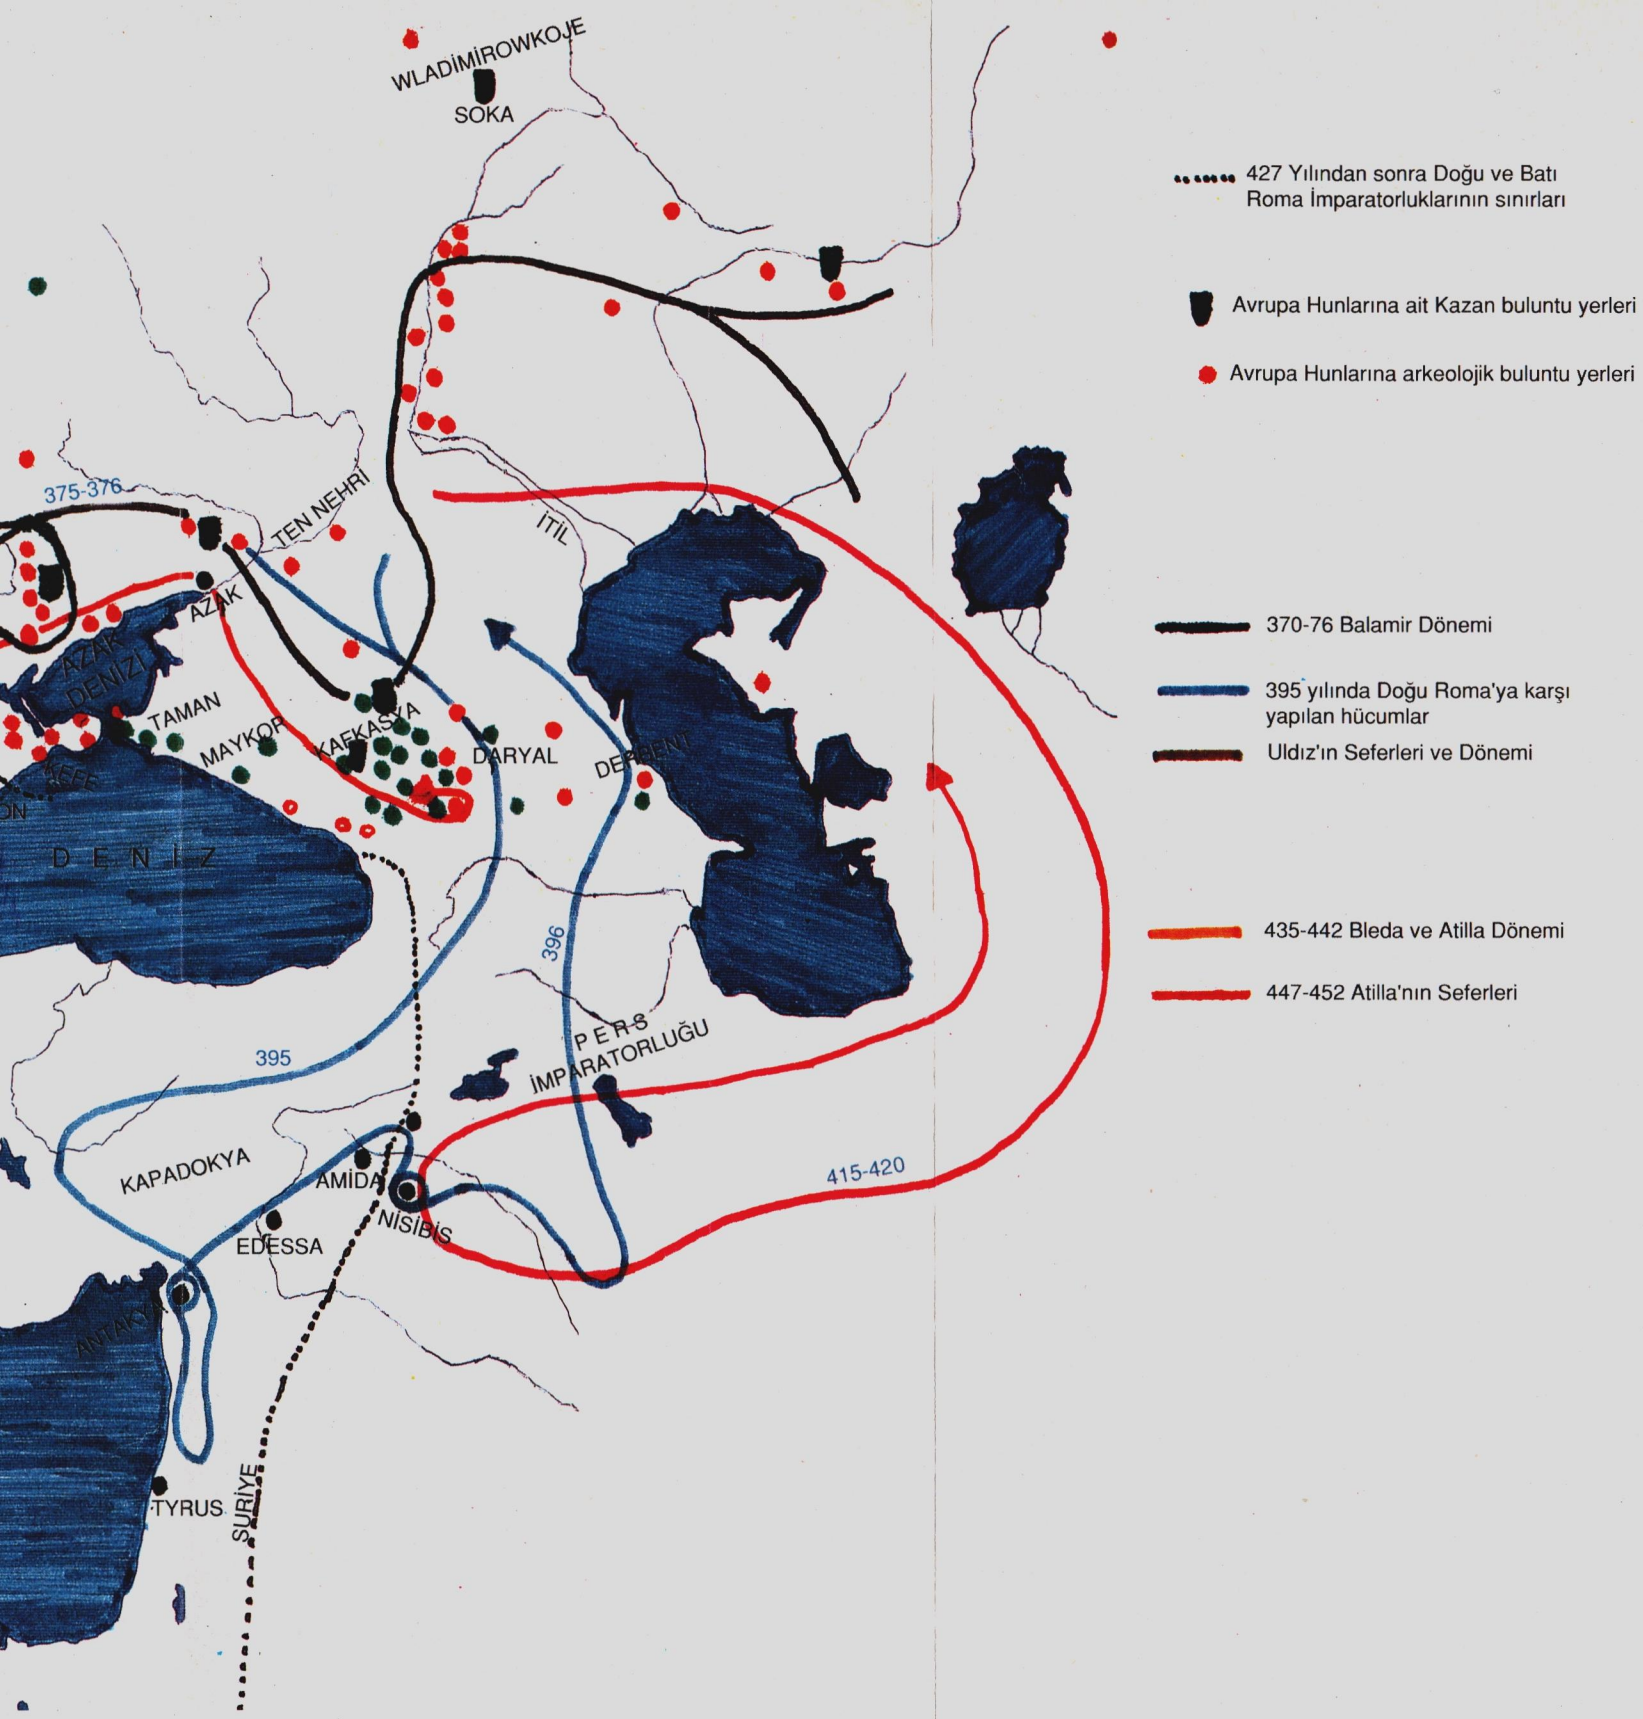 WLADİMİROWKOJE
SOKA
427 Yılından sonra Doğu ve Batı
Roma İmparatorluklarının sınırları
Avrupa Hunlarına ait Kazan buluntu yerleri
Avrupa Hunlarına arkeolojik buluntu yerleri
375-376
TEN NEHRİ
İTİL
AZAK
AZAK
DENİZİ
TAMAN
MAYKOP
KAFKASYA
DARYAL
DERBENT
KEFE
ON
DENİZ
370-76 Balamir Dönemi
395 yılında Doğu Roma'ya karşı
yapılan hücumlar
Uldız'ın Seferleri ve Dönemi
435-442 Bleda ve Atilla Dönemi
447-452 Atilla'nın Seferleri
396
395
PERS
İMPARATORLUĞU
KAPADOKYA
AMİDA
NİSİBİS
EDESSA
415-420
ANTAKYA
TYRUS
SURİYE